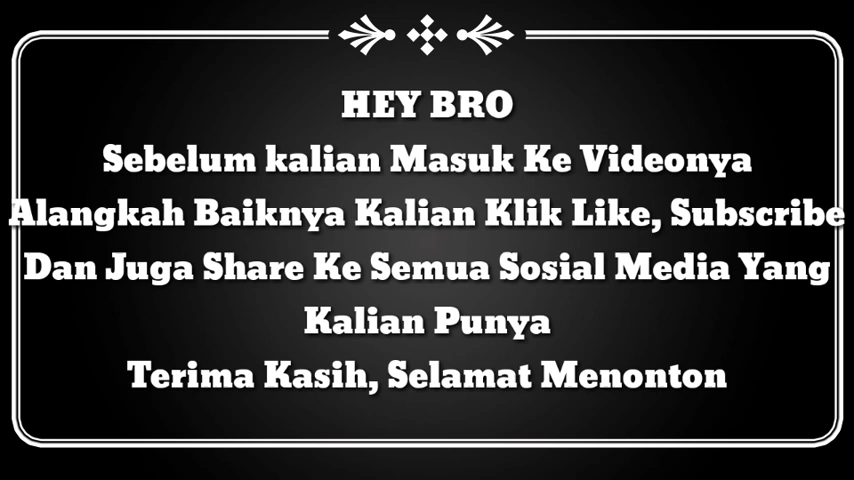 HEY BRO
Sebelum kalian Masuk Ke Videonya
Alangkah Baiknya Kalian Klik Like, Subscribe
Dan Juga Share Ke Semua Sosial Media Yang
Kalian Punya
Terima Kasih, Selamat Menonton